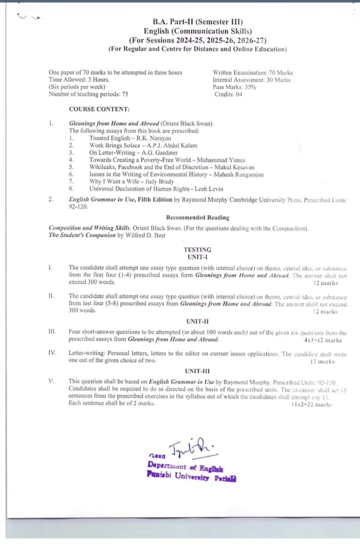 B.A. Part-II (Semester III)
English (Communication Skills)
(For Sessions 2024-25, 2025-26, 2026-27)
(For Regular and Centre for Distance and Online Education)
One paper of 70 marks to be attempted in three hours
Time Allowed: 3 Hours.
(Six periods per week)
Number of teaching periods: 75
Written Examination: 70 Marks
Internal Assessment: 30 Marks
Pass Marks: 35%
Credits: 04
COURSE CONTENT:
1. Gleanings from Home and Abroad (Orient Black Swan).
The following essays from this book are prescribed:
1. Toasted English – R.K. Narayan
2. Work Brings Solace – A.P.J. Abdul Kalam
3. On Letter-Writing – A.G. Gardiner
4. Towards Creating a Poverty-Free World – Muhammad Yunus
5. Wikileaks, Facebook and the End of Discretion – Mukul Kesavan
6. Issues in the Writing of Environmental History – Mahesh Rangarajan
7. Why I Want a Wife – Judy Brady
8. Universal Declaration of Human Rights - Leah Levin
2. English Grammar in Use, Fifth Edition by Raymond Murphy Cambridge University Press, Prescribed Units:
92-120.
Recommended Reading
Composition and Writing Skills. Orient Black Swan. (For the questions dealing with the Composition)
The Student's Companion by Wilfred D. Best
TESTING
UNIT-I
I. The candidate shall attempt one essay type question (with internal choice) on theme, central idea, or substance
from the first four (1-4) prescribed essays form Gleanings from Home and Abroad. The answer shall not
exceed 300 words. 12 marks
II. The candidate shall attempt one essay type question (with internal choice) on theme, central idea, or substance
from last four (5-8) prescribed essays from Gleanings from Home and Abroad. The answer shall not exceed
300 words. 12 marks
UNIT-II
III. Four short-answer questions to be attempted (in about 100 words each) out of the given six questions from the
prescribed essays from Gleanings from Home and Abroad. 4x3=12 marks
IV. Letter-writing: Personal letters, letters to the editor on current issues applications. The candidate shall write
one out of the given choice of two. 12 marks
UNIT-III
V. This question shall be based on English Grammar in Use by Raymond Murphy. Prescribed Units: 92-120
Candidates shall be required to do as directed on the basis of the prescribed units. The examiner shall set 15
sentences from the prescribed exercises in the syllabus out of which the candidates shall attempt any 11.
Each sentence shall be of 2 marks. 11x2=22 marks
Head
Department of English
Punjabi University Patiala